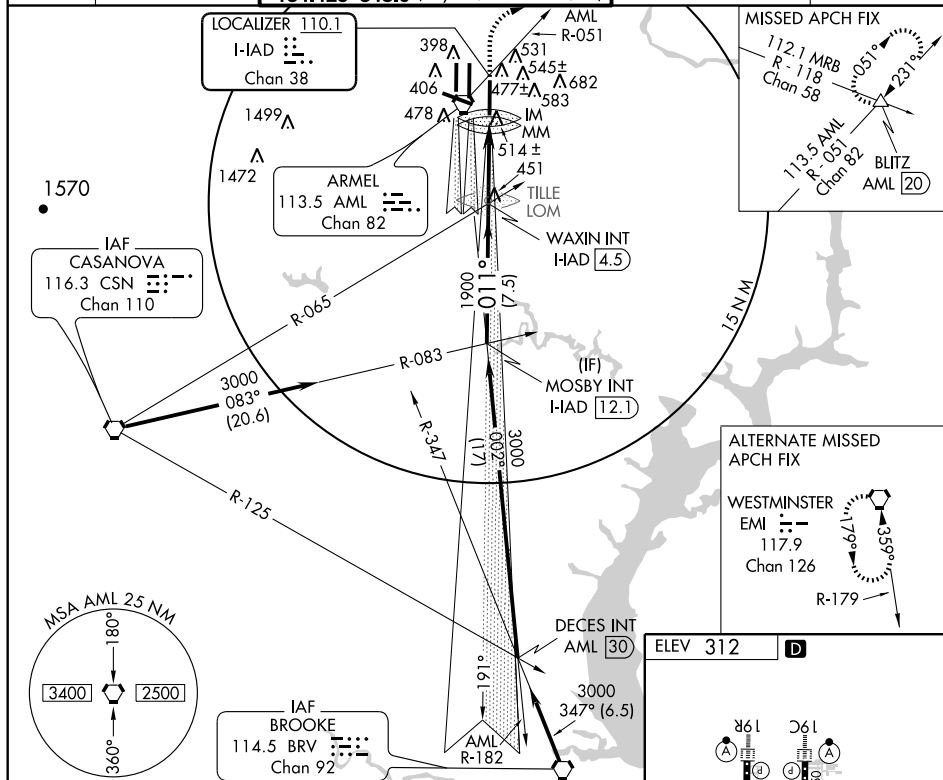 LOCALIZER 110.1
I-IAD
Chan 38
AML
R-051
398
406
478
531
545±
477±
682
583
IM
MM
514 ±
451
1499
1472
1570
ARMEL
113.5 AML
Chan 82
TILLE
LOM
WAXIN INT
I-IAD 4.5
MISSED APCH FIX
112.1 MRB
R - 118
Chan 58
051°
231°
113.5 AML
R - 051
Chan 82
BLITZ
AML 20
IAF
CASANOVA
116.3 CSN
Chan 110
R-065
1900
011°
(7.5)
15 NM
R-083
3000
083°
(20.6)
(IF)
MOSBY INT
I-IAD 12.1
R-347
3000
002°
(17)
R-125
ALTERNATE MISSED
APCH FIX
WESTMINSTER
EMI
117.9
Chan 126
179°
359°
R-179
DECES INT
AML 30
MSA AML 25 NM
180°
3400
2500
360°
191°
AML
R-182
3000
347° (6.5)
IAF
BROOKE
114.5 BRV
Chan 92
ELEV 312
D
19R
19C
A
A
P
P